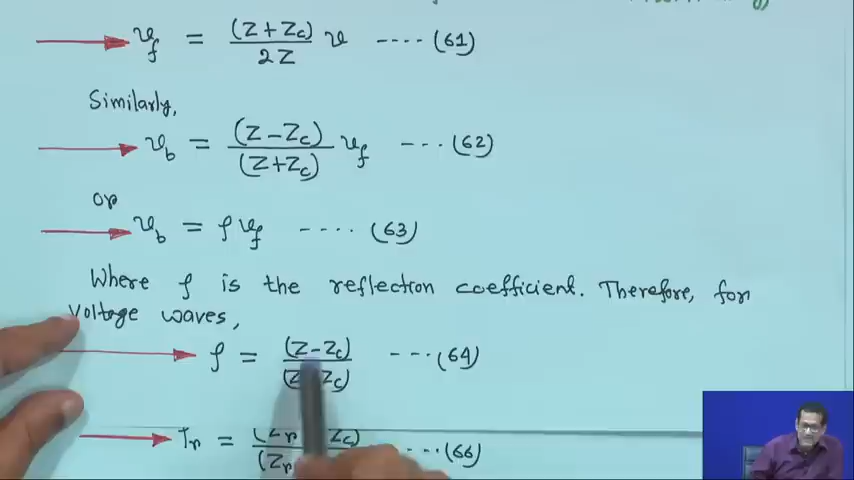 v_f = (Z+Z_c)/2Z v ---- (61)
Similarly,
v_b = (Z-Z_c)/(Z+Z_c) v_f --- (62)
or
v_b = ρ v_f ---- (63)
Where ρ is the reflection coefficient. Therefore, for
voltage waves,
ρ = (Z-Z_c)/(Z+Z_c) --- (64)
(66)